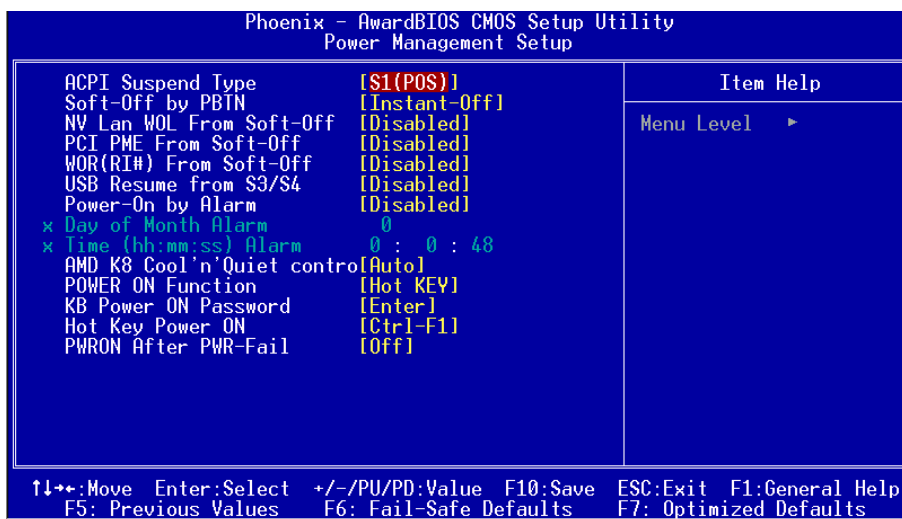 Phoenix - AwardBIOS CMOS Setup Utility
Power Management Setup
ACPI Suspend Type [S1(POS)]
Soft-Off by PBTN [Instant-Off]
NV Lan WOL From Soft-Off [Disabled]
PCI PME From Soft-Off [Disabled]
WOR(RI#) From Soft-Off [Disabled]
USB Resume from S3/S4 [Disabled]
Power-On by Alarm [Disabled]
x Day of Month Alarm 0
x Time (hh:mm:ss) Alarm 0 : 0 : 48
AMD K8 Cool'n'Quiet contro[Auto]
POWER ON Function [Hot KEY]
KB Power ON Password [Enter]
Hot Key Power ON [Ctrl-F1]
PWRON After PWR-Fail [Off]
Item Help
Menu Level ►
↑↓→←:Move Enter:Select +/-/PU/PD:Value F10:Save ESC:Exit F1:General Help
F5: Previous Values F6: Fail-Safe Defaults F7: Optimized Defaults